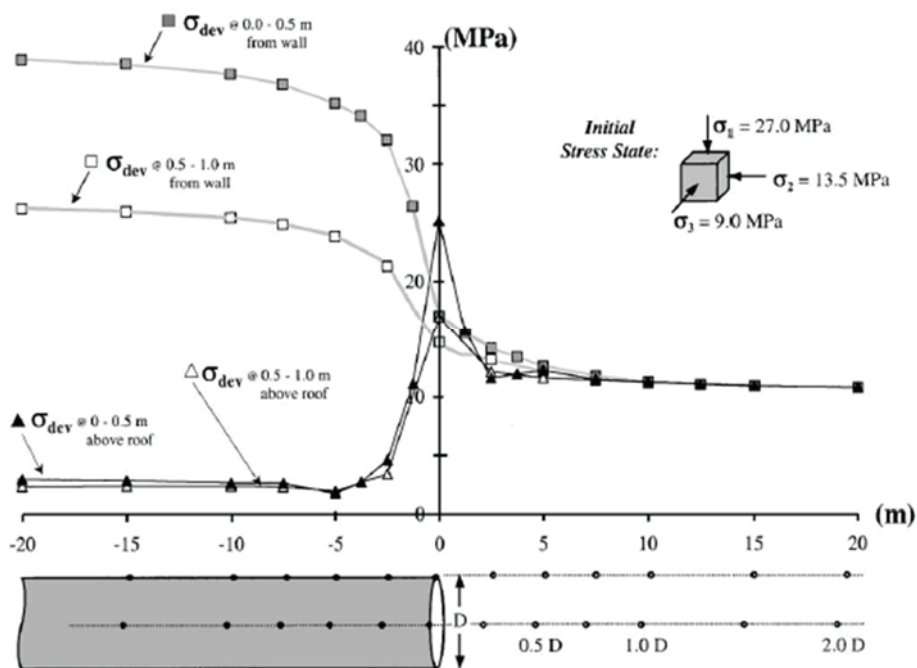 σdev @ 0.0 - 0.5 m
from wall
40
(MPa)
Initial
Stress State:
σ1 = 27.0 MPa
σ2 = 13.5 MPa
σ3 = 9.0 MPa
30
σdev @ 0.5 - 1.0 m
from wall
20
σdev @ 0.5 - 1.0 m
above roof
10
σdev @ 0 - 0.5 m
above roof
0
(m)
-20 -15 -10 -5 0 5 10 15 20
D
0.5 D 1.0 D 2.0 D